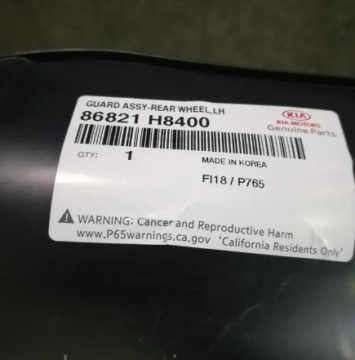 GUARD ASSY-REAR WHEEL,LH
86821 H8400
KIA
KIA MOTORS
Genuine Parts
QTY: 1
MADE IN KOREA
FI18 / P765
WARNING: Cancer and Reproductive Harm
www.P65warnings.ca.gov 'California Residents Only'